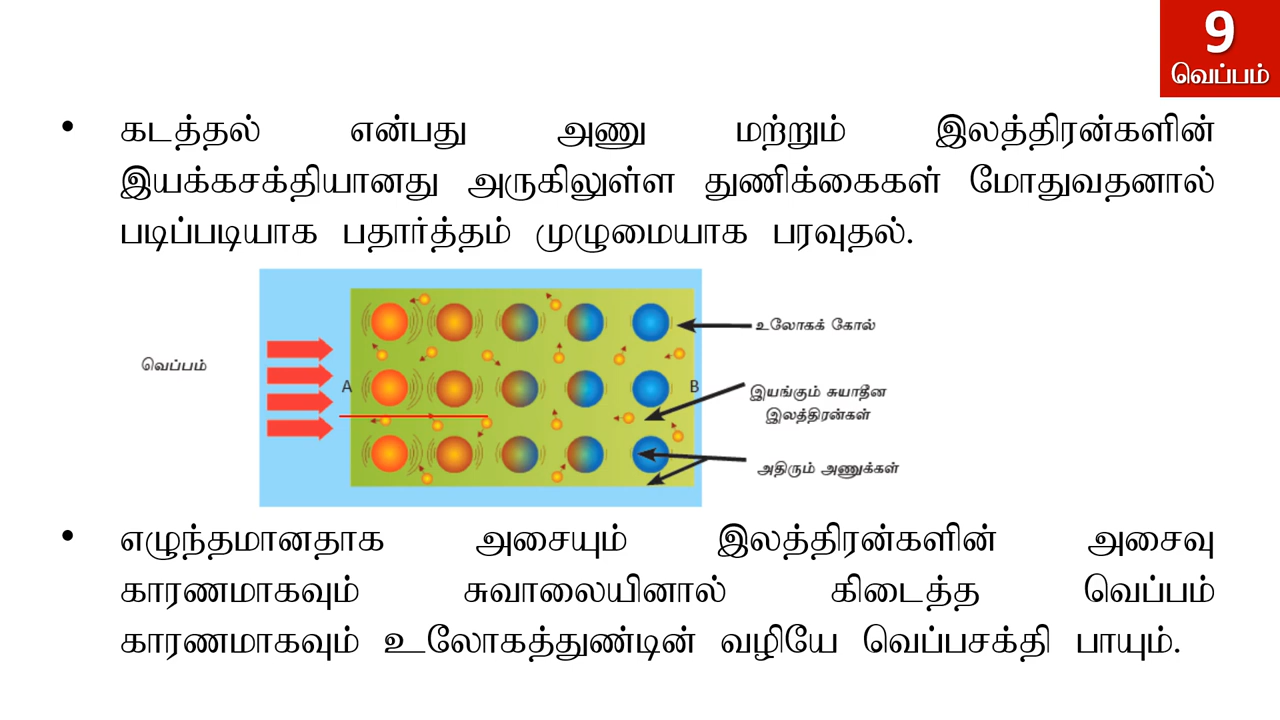 9
வெப்பம்
• கடத்தல் என்பது அணு மற்றும் இலத்திரன்களின்
இயக்கசக்தியானது அருகிலுள்ள துணிக்கைகள் மோதுவதனால்
படிப்படியாக பதார்த்தம் முழுமையாக பரவுதல்.
உலோகக் கோல்
வெப்பம்
A
B
இயங்கும் சுயாதீன
இலத்திரன்கள்
அதிரும் அணுக்கள்
• எழுந்தமானதாக அசையும் இலத்திரன்களின் அசைவு
காரணமாகவும் சுவாலையினால் கிடைத்த வெப்பம்
காரணமாகவும் உலோகத்துண்டின் வழியே வெப்பசக்தி பாயும்.